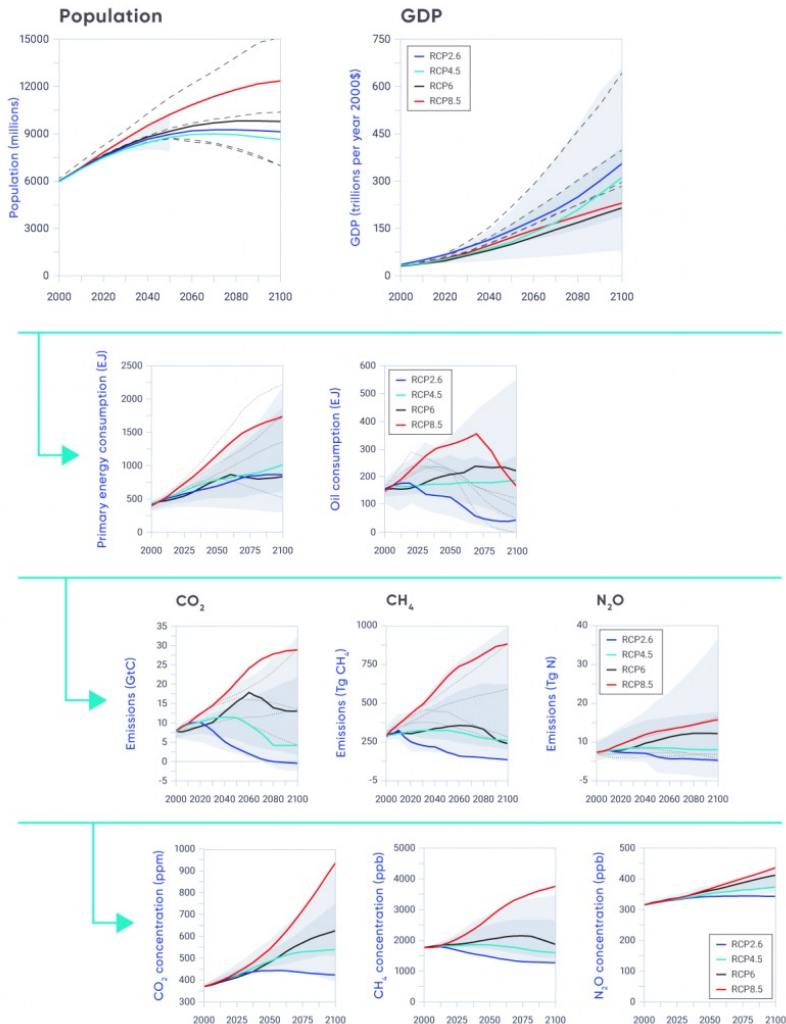 Population
GDP
Population (millions)
15000
12000
9000
6000
3000
0
2000 2020 2040 2060 2080 2100
GDP (trillions per year 2000$)
750
600
450
300
150
0
RCP2.6
RCP4.5
RCP6
RCP8.5
2000 2020 2040 2060 2080 2100
Primary energy consumption (EJ)
2500
2000
1500
1000
500
0
2000 2025 2050 2075 2100
Oil consumption (EJ)
600
500
400
300
200
100
0
RCP2.6
RCP4.5
RCP6
RCP8.5
2000 2025 2050 2075 2100
CO2
CH4
N2O
Emissions (GtC)
35
30
25
20
15
10
5
0
-5
2000 2020 2040 2060 2080 2100
Emissions (Tg CH4)
1000
750
500
250
-5
2000 2020 2040 2060 2080 2100
Emissions (Tg N)
40
30
20
10
-5
RCP2.6
RCP4.5
RCP6
RCP8.5
2000 2020 2040 2060 2080 2100
CO2 concentration (ppm)
1000
900
800
700
600
500
400
300
2000 2025 2050 2075 2100
CH4 concentration (ppb)
5000
4000
3000
2000
1000
0
2000 2025 2050 2075 2100
N2O concentration (ppb)
500
400
300
200
100
0
RCP2.6
RCP4.5
RCP6
RCP8.5
2000 2025 2050 2075 2100